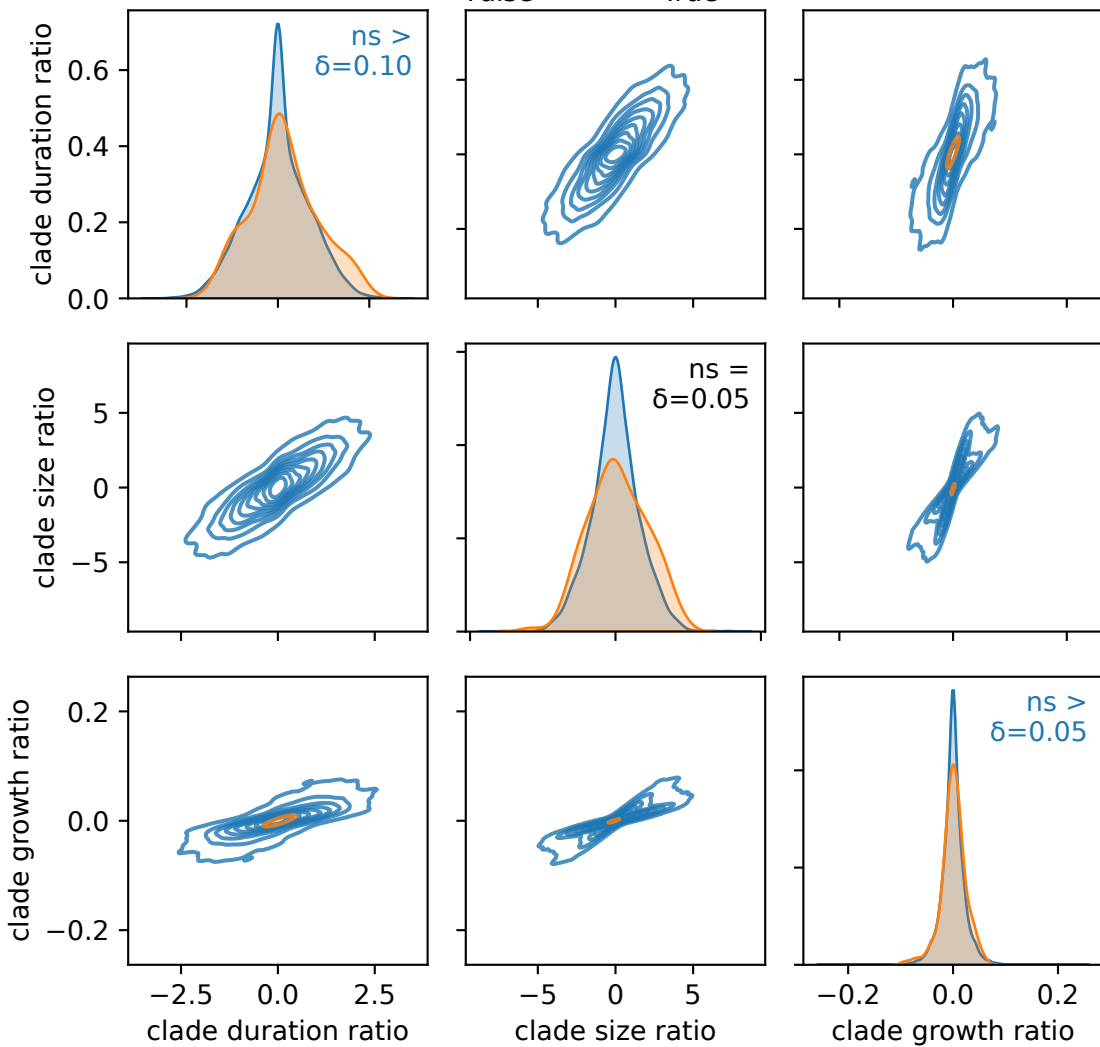 clade duration ratio
0.6
0.4
0.2
0.0
ns >
δ=0.10
clade size ratio
5
0
−5
ns =
δ=0.05
clade growth ratio
0.2
0.0
−0.2
ns >
δ=0.05
−2.5 0.0 2.5
−5 0 5
−0.2 0.0 0.2
clade duration ratio
clade size ratio
clade growth ratio